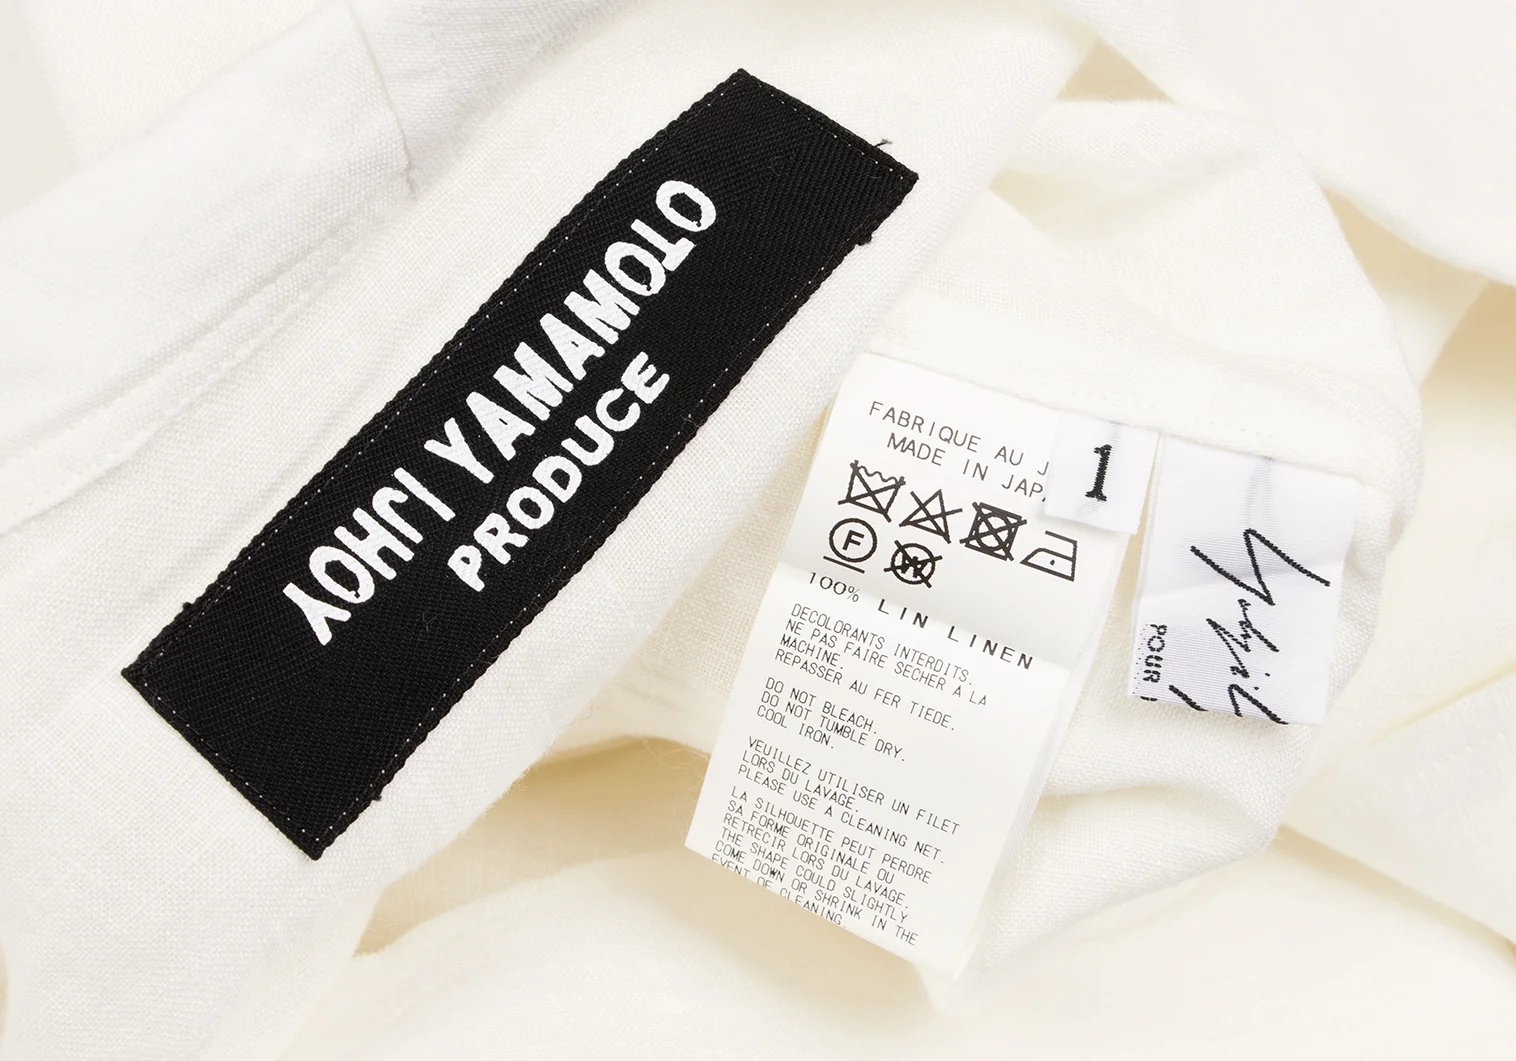 YOHJI YAMAMOTO
PRODUCE
FABRIQUE AU J
MADE IN JAPA
1
F
W
100% LIN LINEN
DECOLORANTS INTERDITS.
NE PAS FAIRE SECHER A LA
MACHINE.
REPASSER AU FER TIEDE.
DO NOT BLEACH.
DO NOT TUMBLE DRY.
COOL IRON.
VEUILLEZ UTILISER UN FILET
LORS DU LAVAGE.
PLEASE USE A CLEANING NET.
LA SILHOUETTE PEUT PERDRE
SA FORME ORIGINALE OU
RETRECIR LORS DU LAVAGE.
THE SHAPE COULD SLIGHTLY
COME DOWN OR SHRINK IN THE
EVENT OF CLEANING.
Yohji
POUR